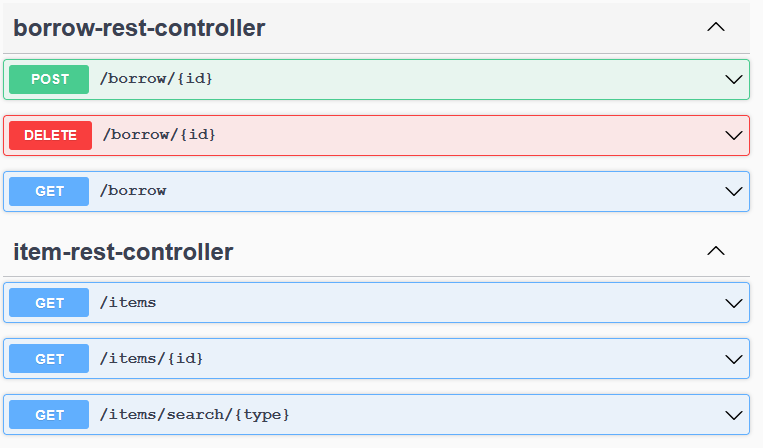 borrow-rest-controller
POST /borrow/{id}
DELETE /borrow/{id}
GET /borrow
item-rest-controller
GET /items
GET /items/{id}
GET /items/search/{type}